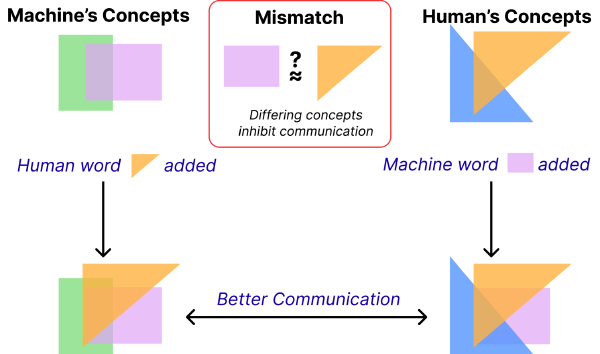 Machine's Concepts
Mismatch
Human's Concepts
?
≈
Differing concepts
inhibit communication
Human word added
Machine word added
Better Communication